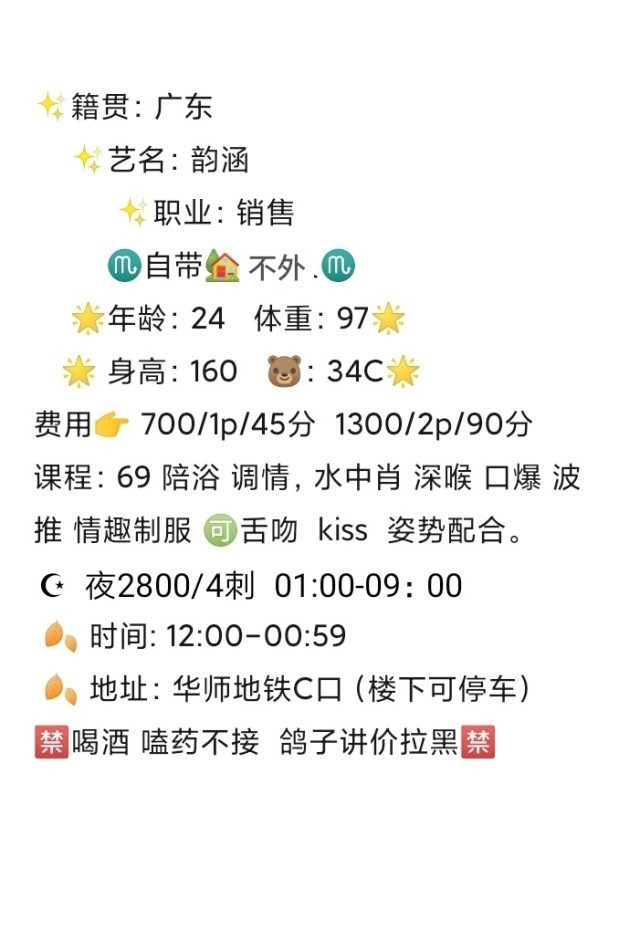 ✨籍贯：广东
✨艺名：韵涵
✨职业：销售
♏自带🏡不外.♏
🌟年龄：24 体重：97🌟
🌟 身高：160 🐻：34C🌟
费用👉 700/1p/45分 1300/2p/90分
课程：69 陪浴 调情，水中肖 深喉 口爆 波
推 情趣制服 🉑舌吻 kiss 姿势配合。
☪ 夜2800/4刺 01:00-09：00
时间: 12:00-00:59
地址：华师地铁C口（楼下可停车）
🈲喝酒 嗑药不接 鸽子讲价拉黑🈲